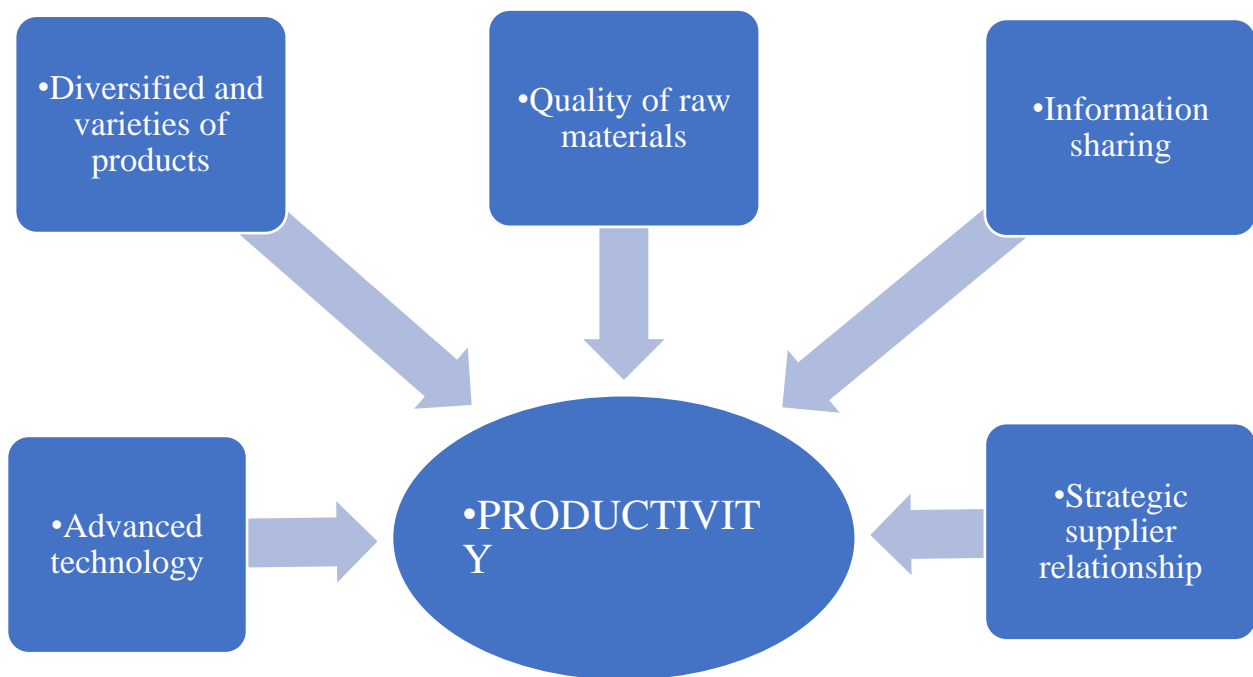 •Diversified and
varieties of
products
•Quality of raw
materials
•Information
sharing
•Advanced
technology
•PRODUCTIVIT
Y
•Strategic
supplier
relationship